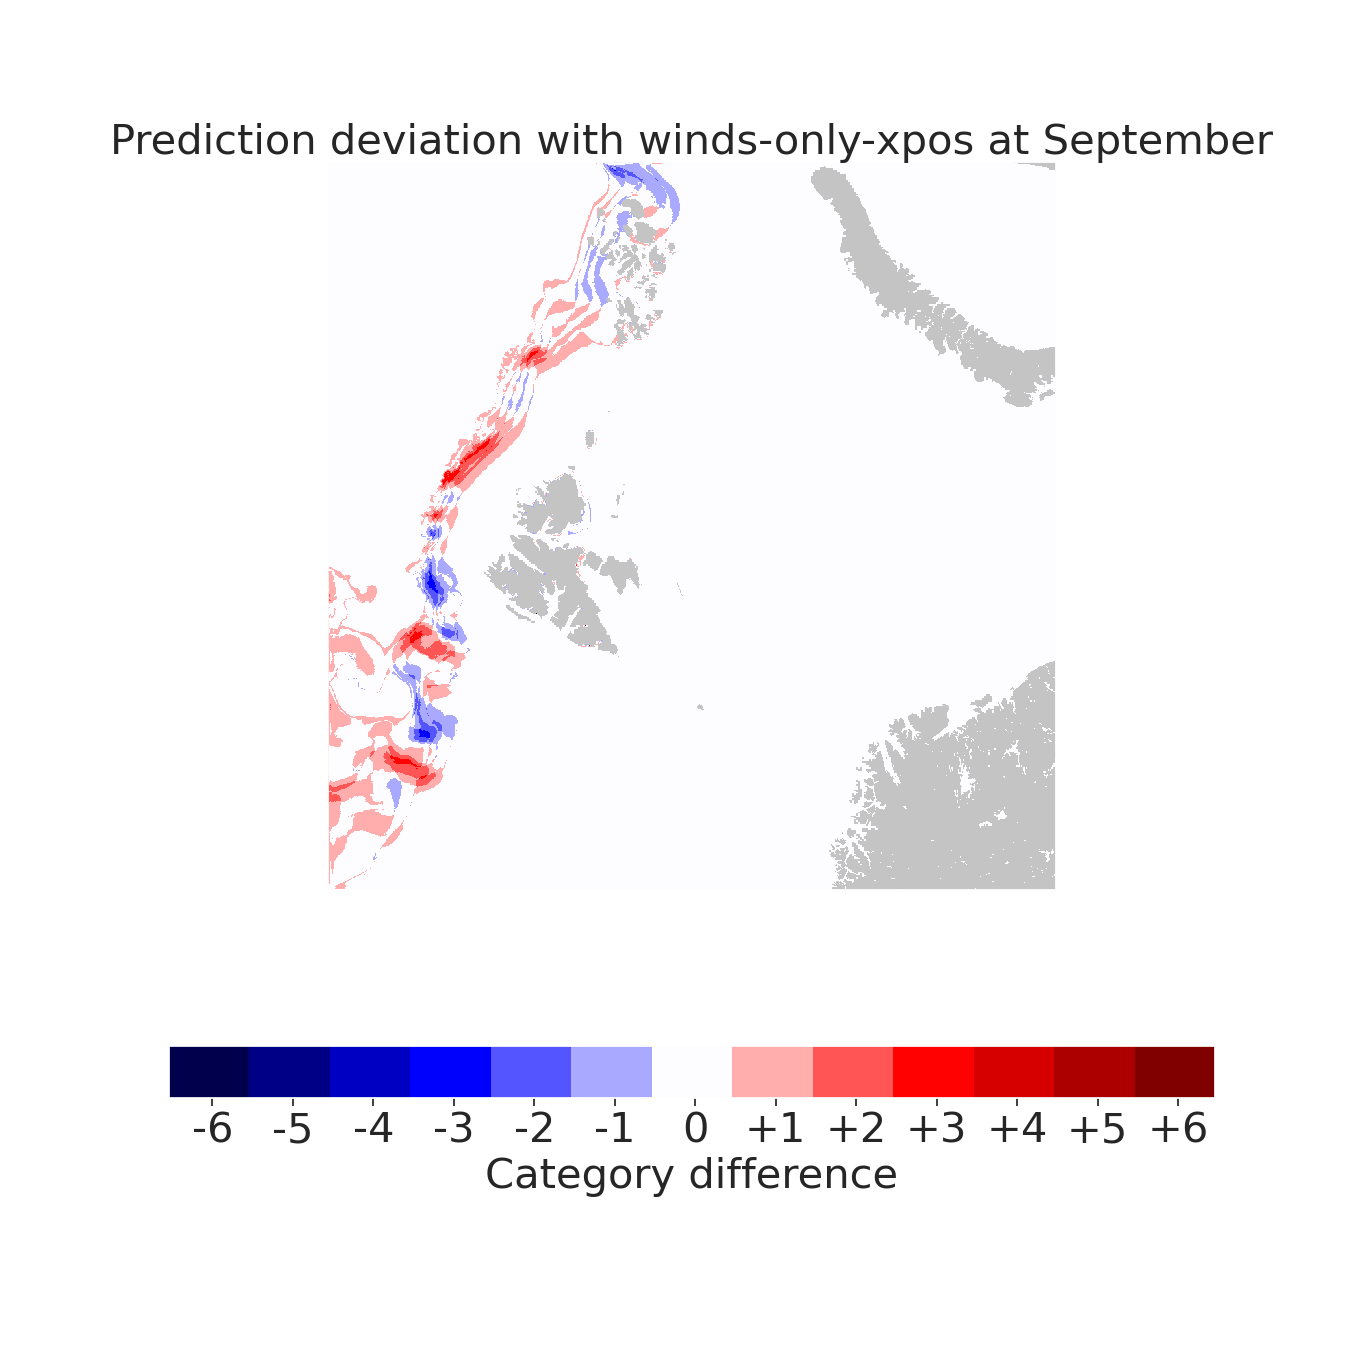 Prediction deviation with winds-only-xpos at September
-6 -5 -4 -3 -2 -1 0 +1 +2 +3 +4 +5 +6
Category difference